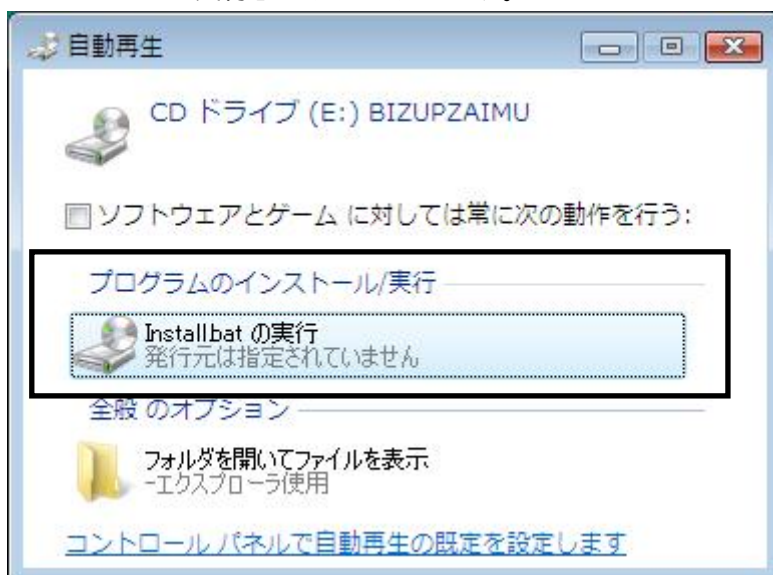 自動再生
CD ドライブ (E:) BIZUPZAIMU
ソフトウェアとゲーム に対しては常に次の動作を行う:
プログラムのインストール/実行
Install.bat の実行
発行元は指定されていません
全般 のオプション
フォルダを開いてファイルを表示
-エクスプローラ使用
コントロール パネルで自動再生の既定を設定します